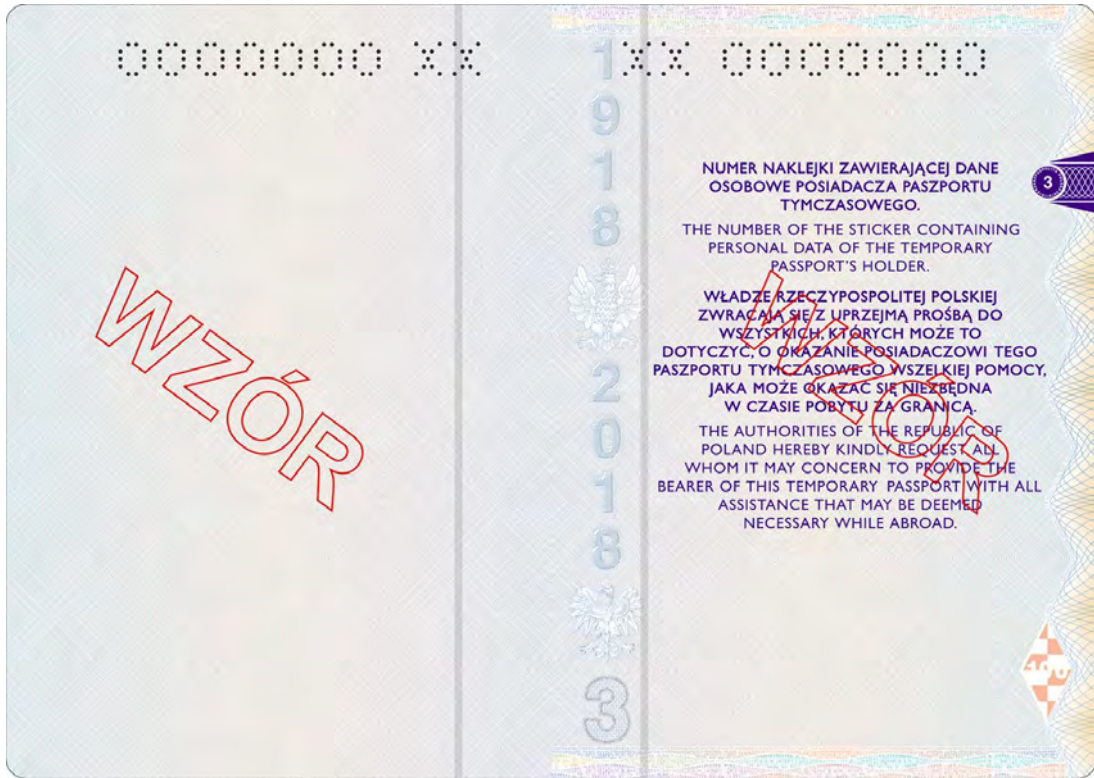 0000000 XX
XX 0000000
1918
2018
3
WZÓR
NUMER NAKLEJKI ZAWIERAJĄCEJ DANE
OSOBOWE POSIADACZA PASZPORTU
TYMCZASOWEGO.
THE NUMBER OF THE STICKER CONTAINING
PERSONAL DATA OF THE TEMPORARY
PASSPORT'S HOLDER.
WŁADZE RZECZYPOSPOLITEJ POLSKIEJ
ZWRACAJĄ SIĘ Z UPRZEJMĄ PROŚBĄ DO
WSZYSTKICH, KTÓRYCH MOŻE TO
DOTYCZYĆ, O OKAZANIE POSIADACZOWI TEGO
PASZPORTU TYMCZASOWEGO WSZELKIEJ POMOCY,
JAKA MOŻE OKAZAĆ SIĘ NIEZBĘDNA
W CZASIE POBYTU ZA GRANICĄ.
THE AUTHORITIES OF THE REPUBLIC OF
POLAND HEREBY KINDLY REQUEST ALL
WHOM IT MAY CONCERN TO PROVIDE THE
BEARER OF THIS TEMPORARY PASSPORT WITH ALL
ASSISTANCE THAT MAY BE DEEMED
NECESSARY WHILE ABROAD.
WZÓR
3
100